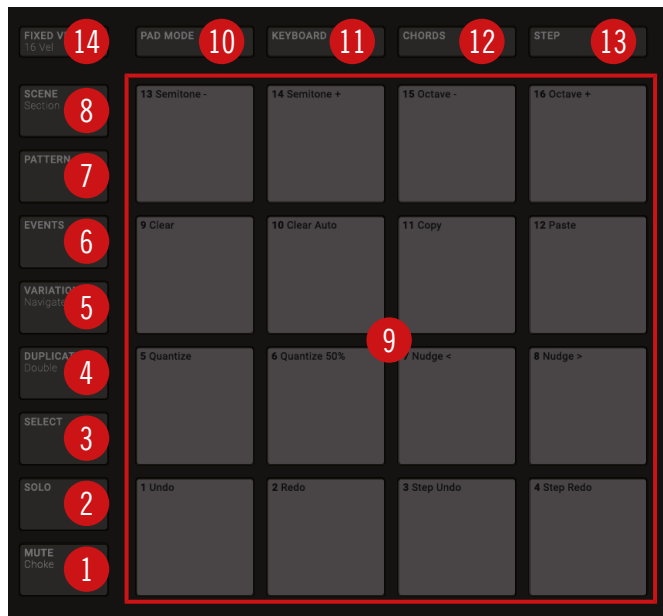 FIXED V
16 Vel
14
PAD MODE
10
KEYBOARD
11
CHORDS
12
STEP
13
SCENE
Section
8
13 Semitone -
14 Semitone +
15 Octave -
16 Octave +
PATTERN
7
EVENTS
6
9 Clear
10 Clear Auto
11 Copy
12 Paste
VARIATIO
Navigate
5
9
DUPLICAT
Double
4
5 Quantize
6 Quantize 50%
7 Nudge <
8 Nudge >
SELECT
3
SOLO
2
1 Undo
2 Redo
3 Step Undo
4 Step Redo
MUTE
Choke
1